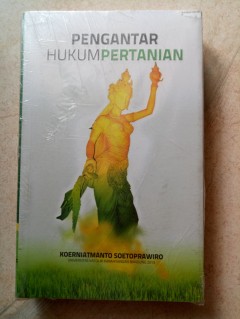 PENGANTAR
HUKUMPERTANIAN
KOERNIATMANTO SOETOPRAWIRO